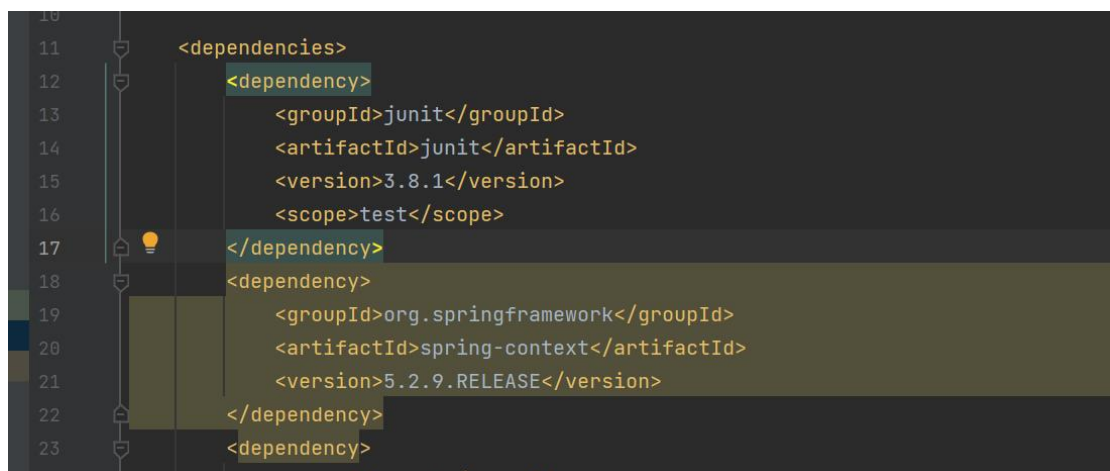 10
11 <dependencies>
12 <dependency>
13 <groupId>junit</groupId>
14 <artifactId>junit</artifactId>
15 <version>3.8.1</version>
16 <scope>test</scope>
17 </dependency>
18 <dependency>
19 <groupId>org.springframework</groupId>
20 <artifactId>spring-context</artifactId>
21 <version>5.2.9.RELEASE</version>
22 </dependency>
23 <dependency>